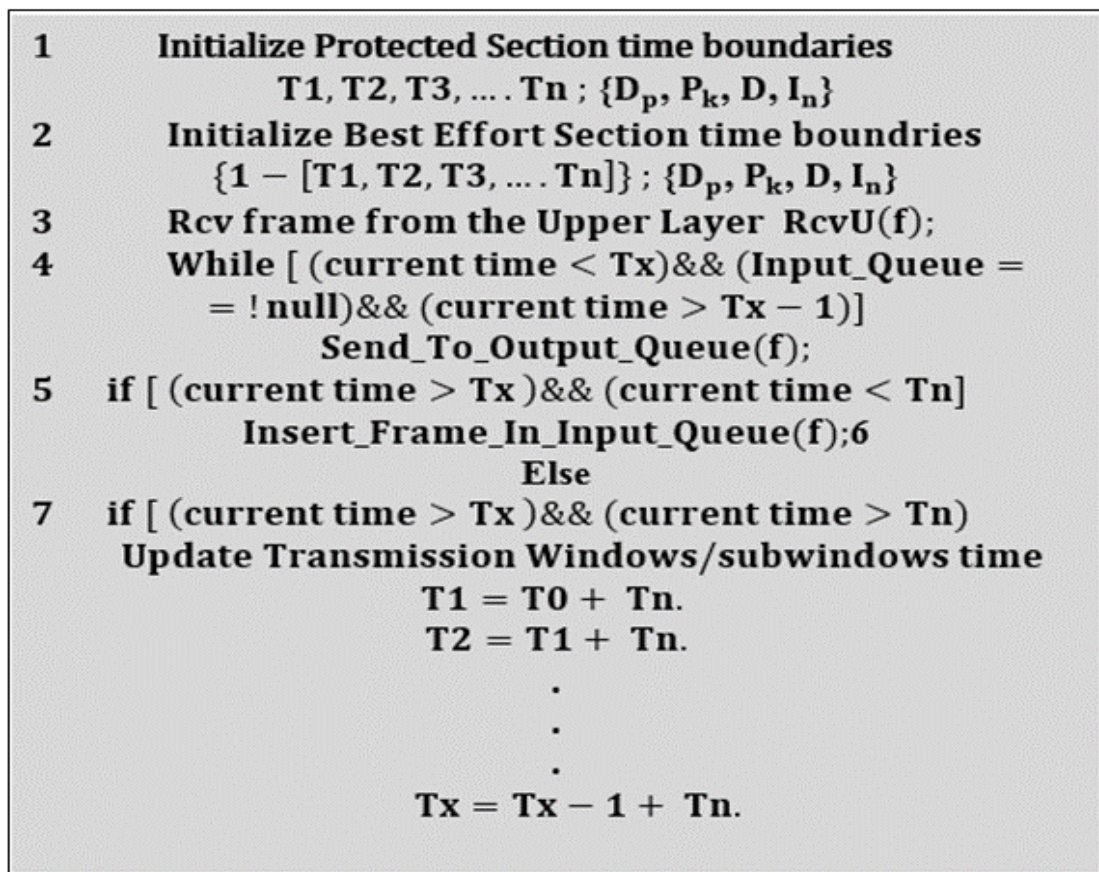 1 Initialize Protected Section time boundaries
T1, T2, T3, .... Tn ; {Dp, Pk, D, In}
2 Initialize Best Effort Section time boundries
{1 − [T1, T2, T3, .... Tn]} ; {Dp, Pk, D, In}
3 Rcv frame from the Upper Layer RcvU(f);
4 While [ (current time < Tx)&& (Input_Queue =
= ! null)&& (current time > Tx − 1)]
Send_To_Output_Queue(f);
5 if [ (current time > Tx )&& (current time < Tn]
Insert_Frame_In_Input_Queue(f);6
Else
7 if [ (current time > Tx )&& (current time > Tn)
Update Transmission Windows/subwindows time
T1 = T0 + Tn.
T2 = T1 + Tn.
.
.
.
Tx = Tx − 1 + Tn.